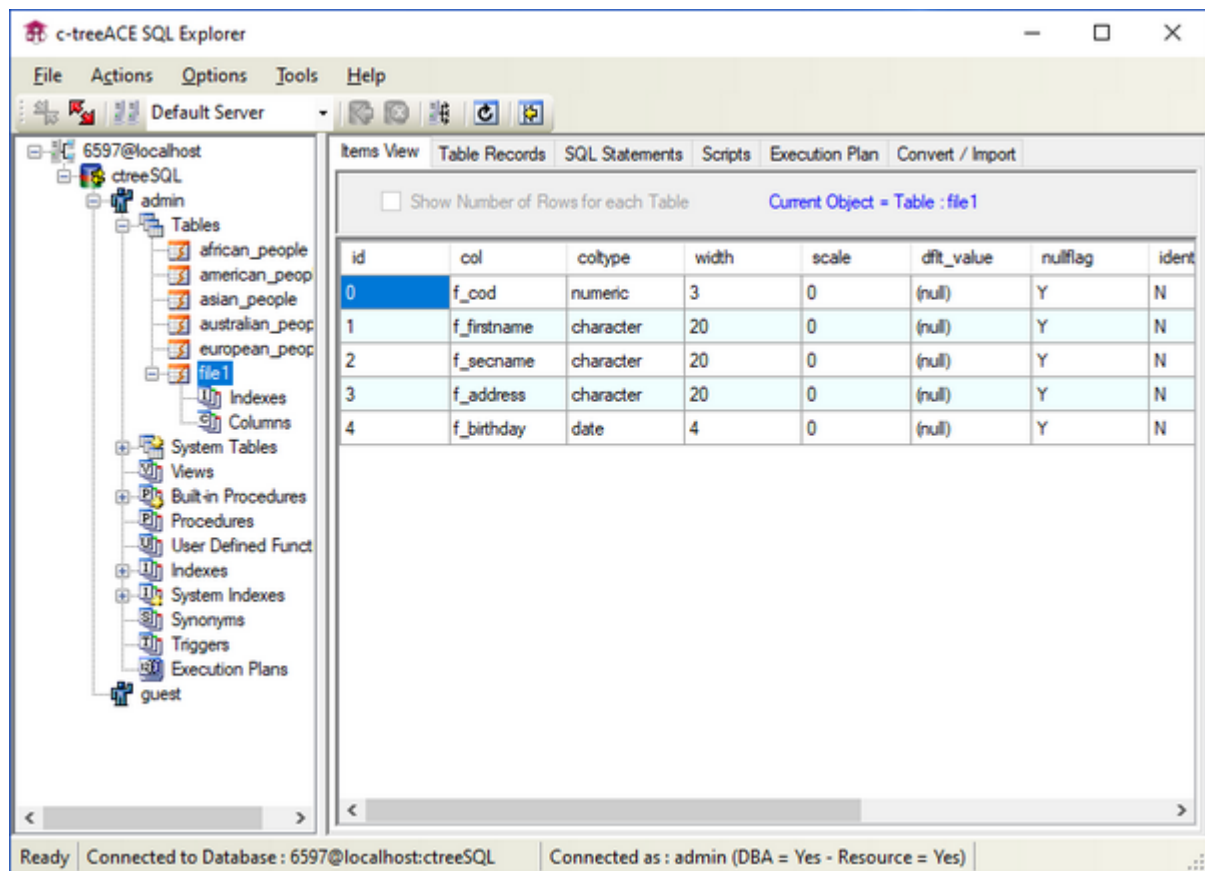 c-treeACE SQL Explorer
File Actions Options Tools Help
Default Server
6597@localhost
ctreeSQL
admin
Tables
african_people
american_peop
asian_people
australian_peop
european_peop
file1
Indexes
Columns
System Tables
Views
Built-in Procedures
Procedures
User Defined Funct
Indexes
System Indexes
Synonyms
Triggers
Execution Plans
guest
Items View Table Records SQL Statements Scripts Execution Plan Convert / Import
Show Number of Rows for each Table Current Object = Table : file1
id col coltype width scale dflt_value nullflag ident
0 f_cod numeric 3 0 (null) Y N
1 f_firstname character 20 0 (null) Y N
2 f_secname character 20 0 (null) Y N
3 f_address character 20 0 (null) Y N
4 f_birthday date 4 0 (null) Y N
Ready Connected to Database : 6597@localhost:ctreeSQL Connected as : admin (DBA = Yes - Resource = Yes)